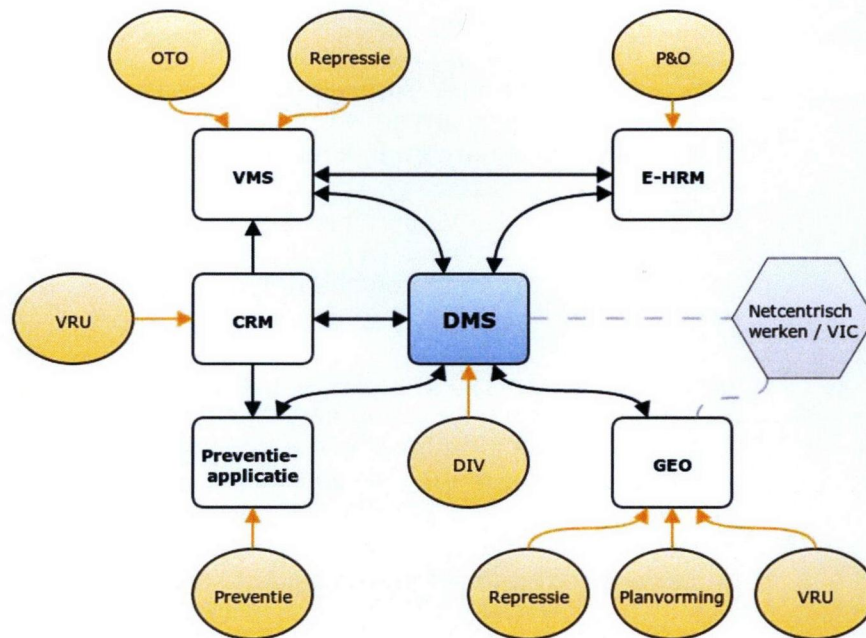 OTO
Repressie
P&O
VMS
E-HRM
VRU
CRM
DMS
Netcentrisch
werken / VIC
Preventie-
applicatie
DIV
GEO
Preventie
Repressie
Planvorming
VRU